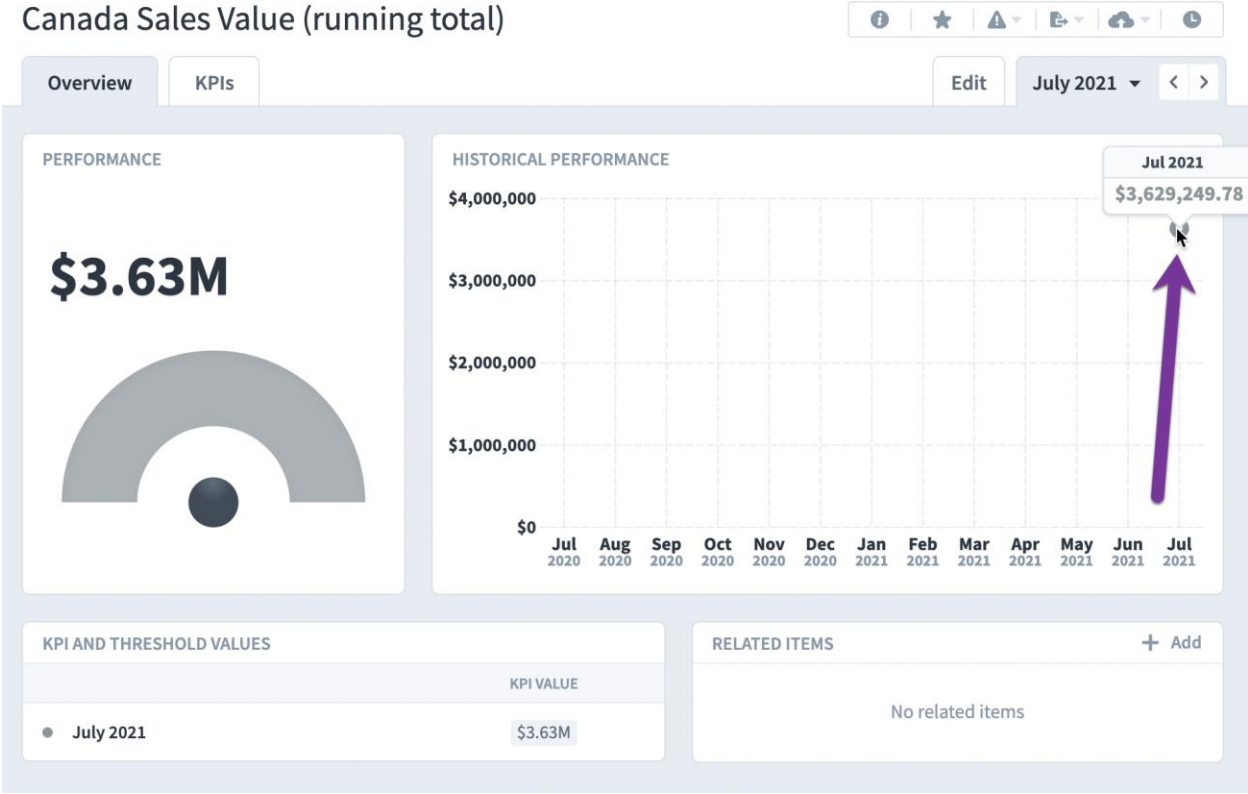 Canada Sales Value (running total)
Overview
KPIs
Edit
July 2021
PERFORMANCE
$3.63M
HISTORICAL PERFORMANCE
Jul 2021
$3,629,249.78
$4,000,000
$3,000,000
$2,000,000
$1,000,000
$0
Jul Aug Sep Oct Nov Dec Jan Feb Mar Apr May Jun Jul
2020 2020 2020 2020 2020 2020 2021 2021 2021 2021 2021 2021 2021
KPI AND THRESHOLD VALUES
KPI VALUE
July 2021 $3.63M
RELATED ITEMS
+ Add
No related items